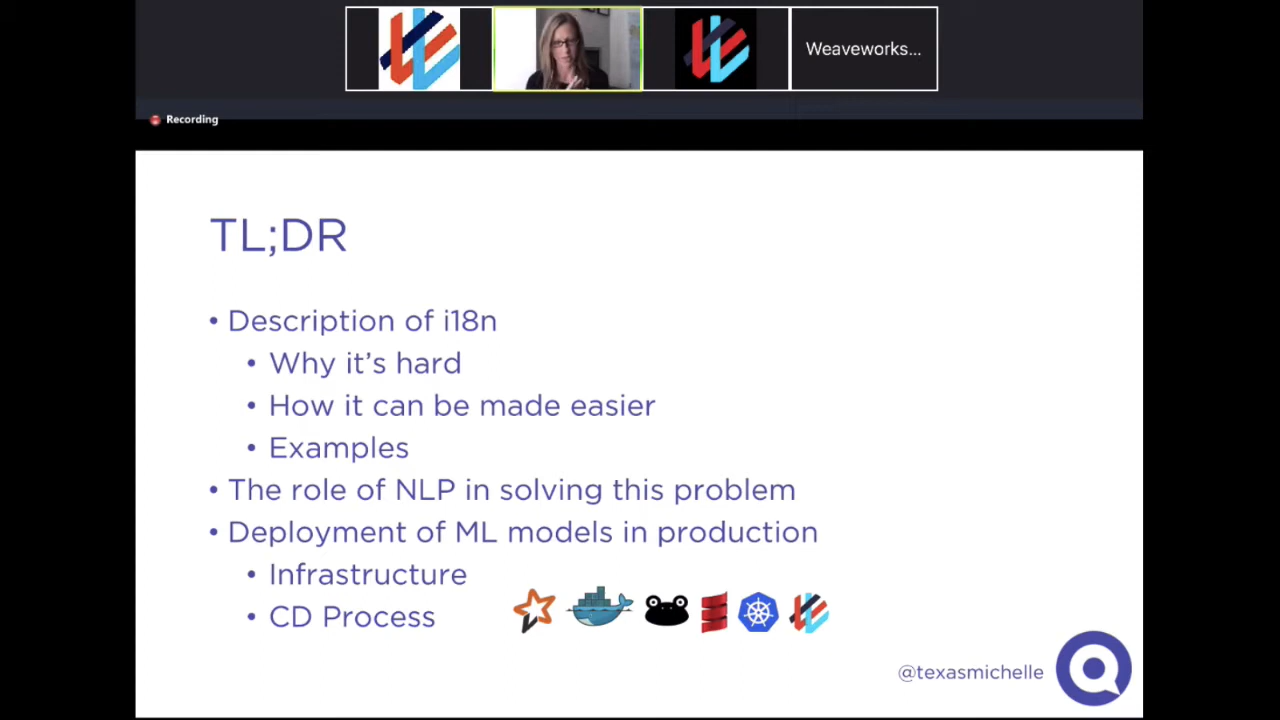 Weaveworks...
Recording
TL;DR
• Description of i18n
• Why it's hard
• How it can be made easier
• Examples
• The role of NLP in solving this problem
• Deployment of ML models in production
• Infrastructure
• CD Process
@texasmichelle